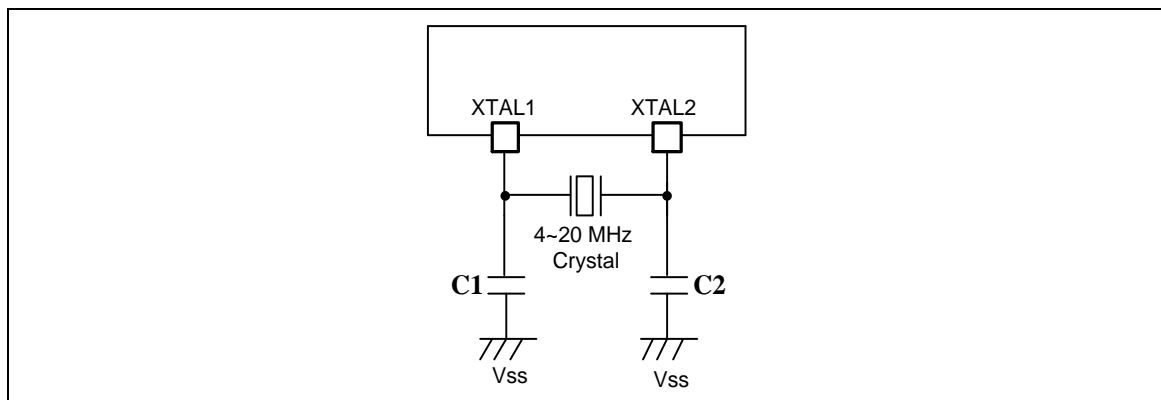 XTAL1
XTAL2
4~20 MHz
Crystal
C1
C2
Vss
Vss